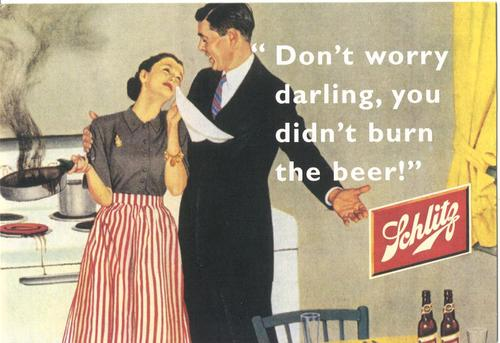 “Don't worry
darling, you
didn't burn
the beer!”
Schlitz